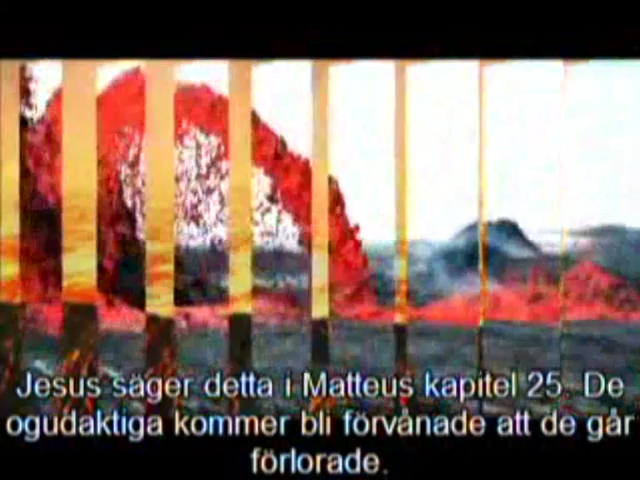 Jesus säger detta i Matteus kapitel 25. De
ogudaktiga kommer bli förvånade att de går
förlorade.